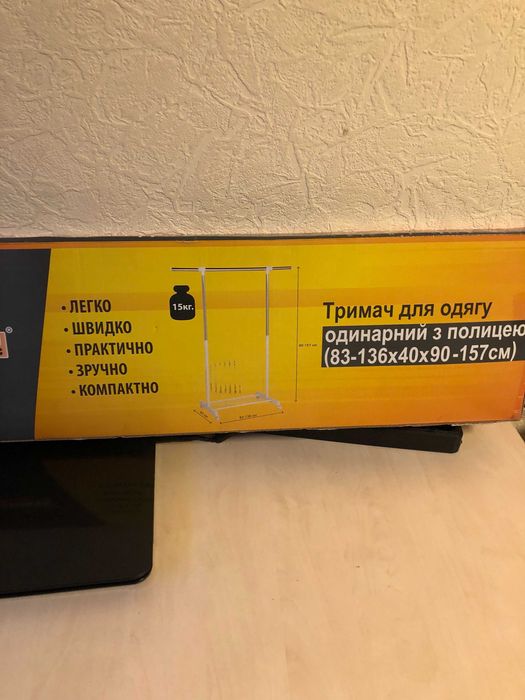 • ЛЕГКО
• ШВИДКО
• ПРАКТИЧНО
• ЗРУЧНО
• КОМПАКТНО
15кг.
Тримач для одягу
одинарний з полицею
(83-136х40х90-157см)